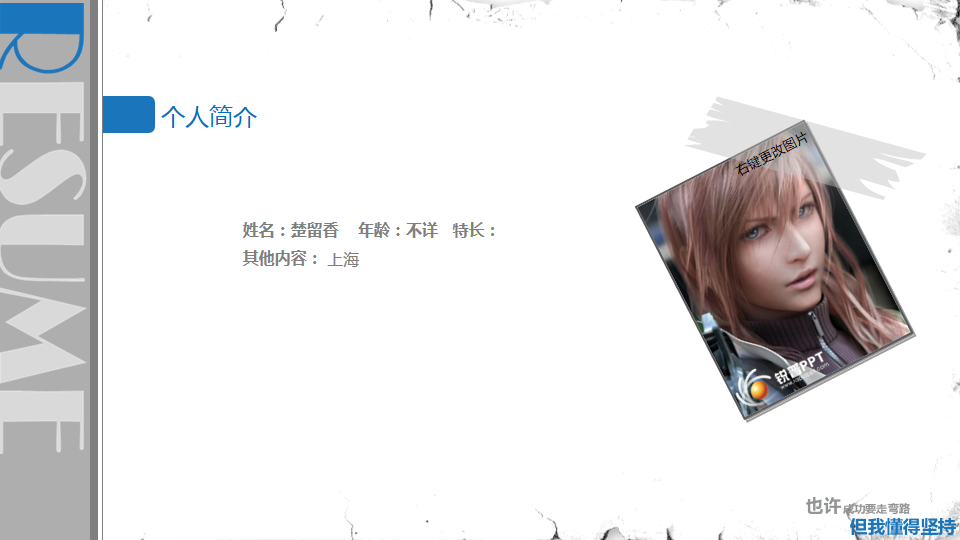 RESUME
个人简介
右键更改图片
姓名：楚留香 年龄：不详 特长：
其他内容： 上海
锐普PPT
也许成功要走弯路
但我懂得坚持